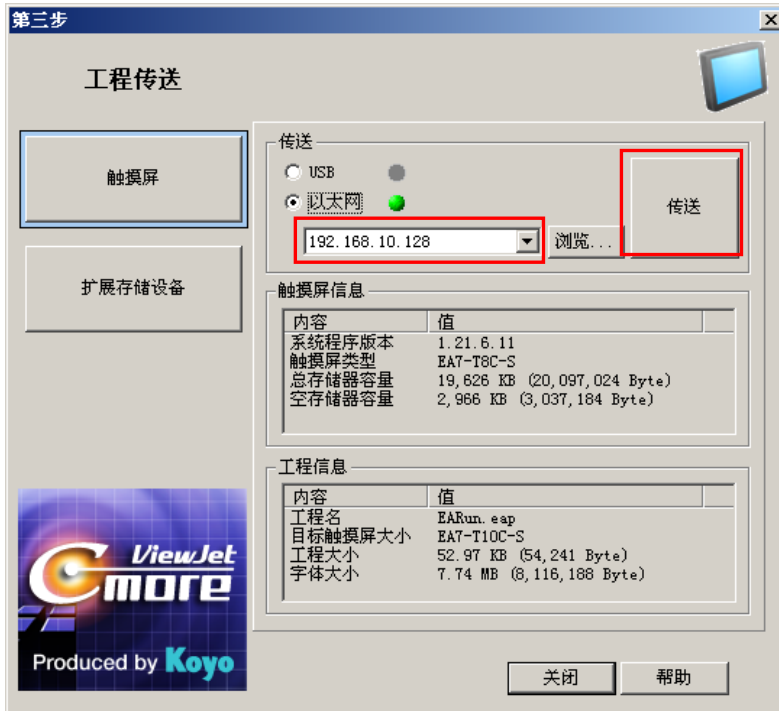 第三步
工程传送
触摸屏
扩展存储设备
传送
USB
以太网
192.168.10.128
浏览...
传送
触摸屏信息
内容 值
系统程序版本 1.21.6.11
触摸屏类型 EA7-T8C-S
总存储器容量 19,626 KB (20,097,024 Byte)
空存储器容量 2,966 KB (3,037,184 Byte)
工程信息
内容 值
工程名 EARun.eap
目标触摸屏大小 EA7-T10C-S
工程大小 52.97 KB (54,241 Byte)
字体大小 7.74 MB (8,116,188 Byte)
ViewJet
Cmore
Produced by Koyo
关闭
帮助